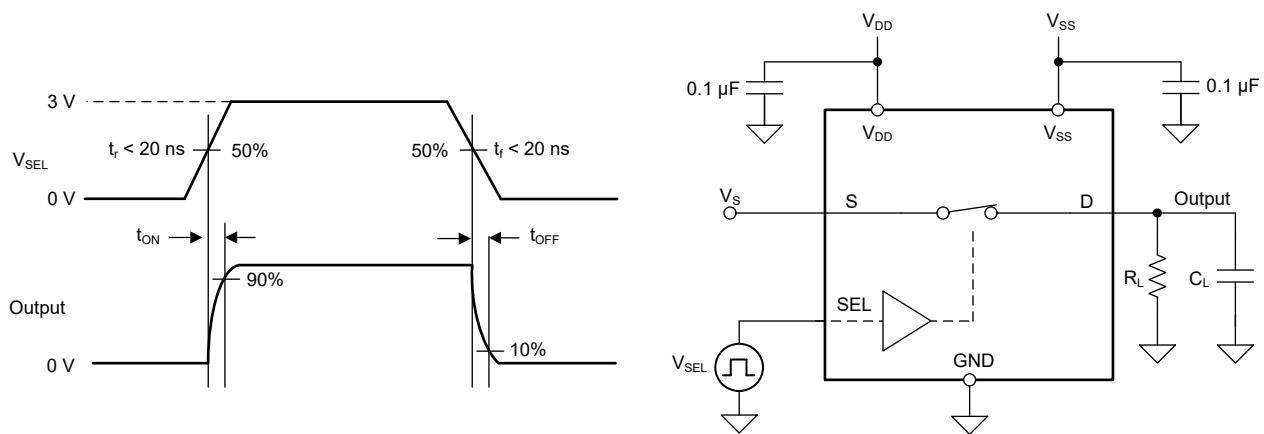 3 V
V_SEL
0 V
t_r < 20 ns
50%
50%
t_f < 20 ns
t_ON
t_OFF
90%
Output
0 V
10%
V_DD
V_SS
0.1 µF
0.1 µF
V_DD
V_SS
V_S
S
D
Output
R_L
C_L
SEL
V_SEL
GND